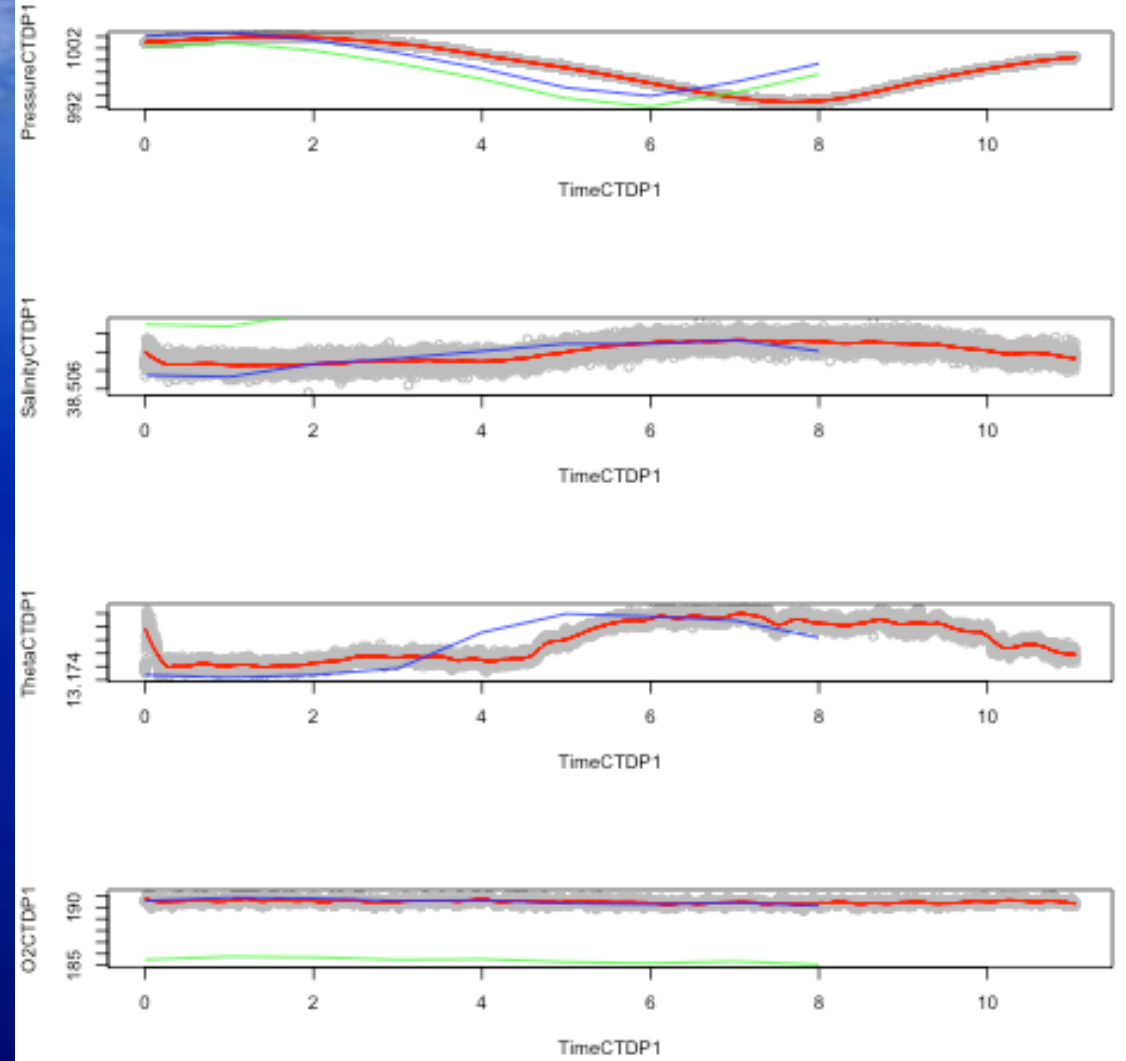 PressureCTDP1
992 1002
0 2 4 6 8 10
TimeCTDP1
SalinityCTDP1
38.506
0 2 4 6 8 10
TimeCTDP1
ThetaCTDP1
13.174
0 2 4 6 8 10
TimeCTDP1
O2CTDP1
185 190
0 2 4 6 8 10
TimeCTDP1